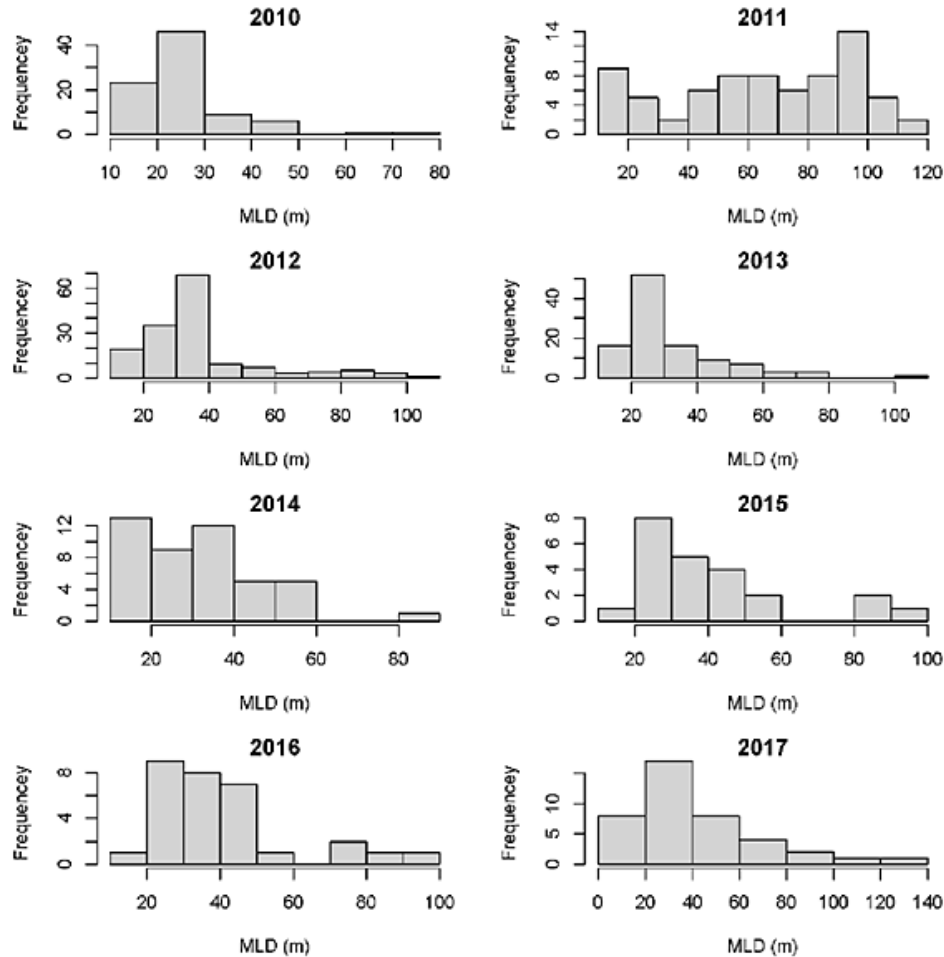 2010
Frequencey
0 20 40
10 20 30 40 50 60 70 80
MLD (m)
2011
Frequencey
0 4 8 14
20 40 60 80 100 120
MLD (m)
2012
Frequencey
0 30 60
20 40 60 80 100
MLD (m)
2013
Frequencey
0 20 40
20 40 60 80 100
MLD (m)
2014
Frequencey
0 4 8 12
20 40 60 80
MLD (m)
2015
Frequencey
0 2 4 6 8
20 40 60 80 100
MLD (m)
2016
Frequencey
0 4 8
20 40 60 80 100
MLD (m)
2017
Frequencey
0 5 10
0 20 40 60 80 100 120 140
MLD (m)